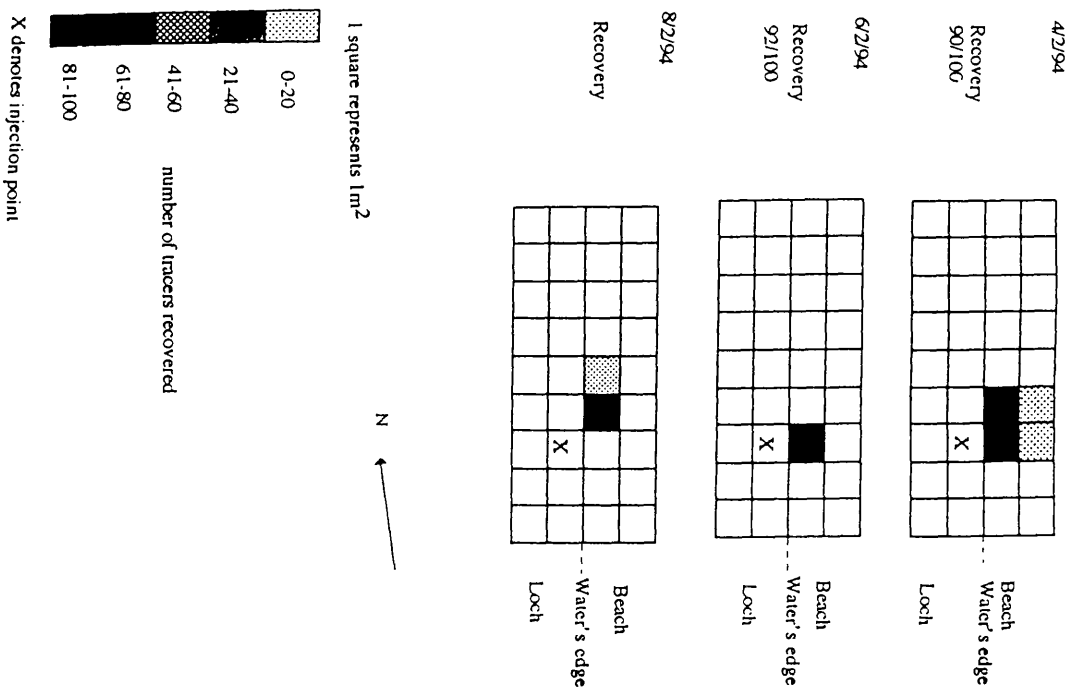 4/2/94
Recovery
90/100
X
Beach
Water's edge
Loch
6/2/94
Recovery
92/100
X
Beach
Water's edge
Loch
8/2/94
Recovery
X
Beach
Water's edge
Loch
N
1 square represents 1m²
0-20
21-40
41-60
61-80
81-100
number of tracers recovered
X denotes injection point